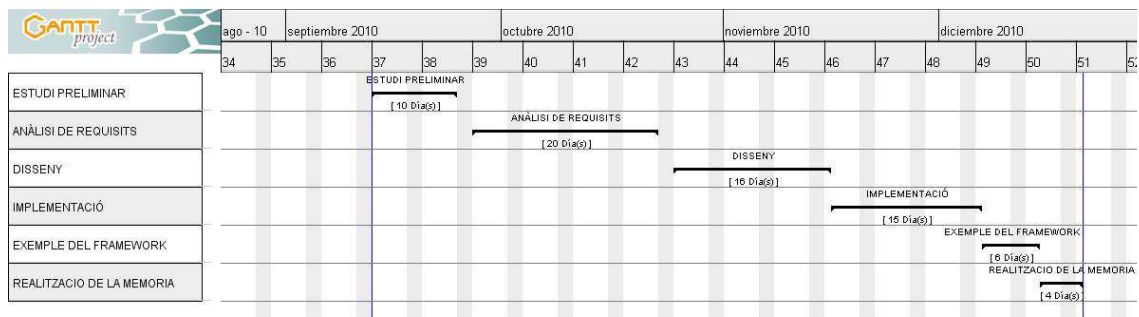 GANTT
project
ago - 10 septiembre 2010 octubre 2010 noviembre 2010 diciembre 2010
34 35 36 37 38 39 40 41 42 43 44 45 46 47 48 49 50 51 52
ESTUDI PRELIMINAR
ESTUDI PRELIMINAR
[ 10 Día(s) ]
ANÀLISI DE REQUISITS
ANÀLISI DE REQUISITS
[ 20 Día(s) ]
DISSENY
DISSENY
[ 16 Día(s) ]
IMPLEMENTACIÓ
IMPLEMENTACIÓ
[ 15 Día(s) ]
EXEMPLE DEL FRAMEWORK
EXEMPLE DEL FRAMEWORK
[ 6 Día(s) ]
REALITZACIO DE LA MEMORIA
REALITZACIO DE LA MEMORIA
[ 4 Día(s) ]